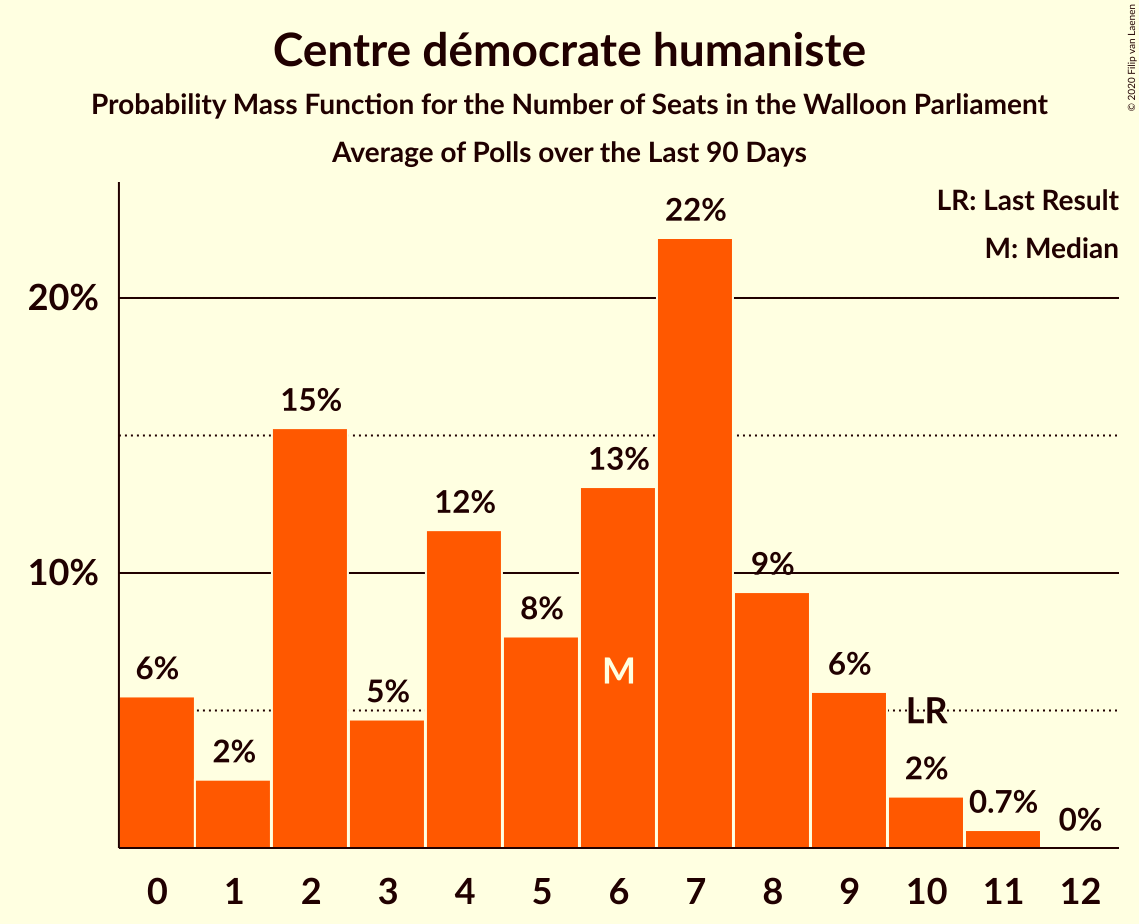 Centre démocrate humaniste
Probability Mass Function for the Number of Seats in the Walloon Parliament
Average of Polls over the Last 90 Days
© 2020 Filip van Laenen
LR: Last Result
M: Median
22%
20%
15%
13%
12%
10%
9%
8%
6%
M
6%
5%
LR
2%
2%
0.7%
0%
0 1 2 3 4 5 6 7 8 9 10 11 12